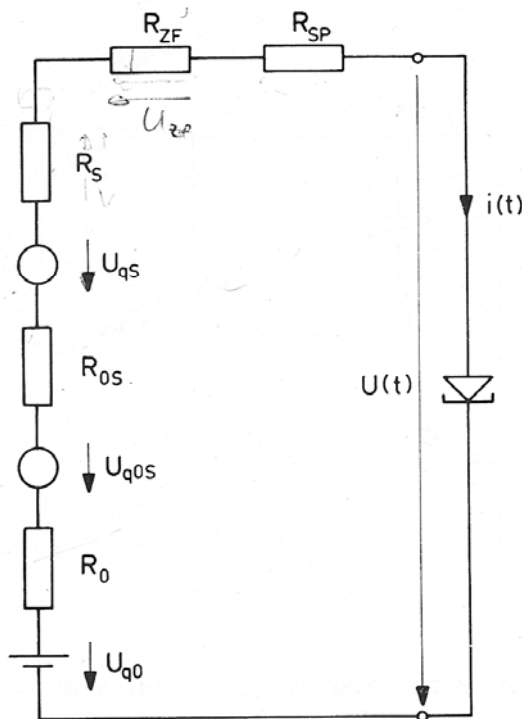 R_ZF
R_SP
U_ZF
R_S
i(t)
U_qS
R_0S
U(t)
U_q0S
R_0
U_q0